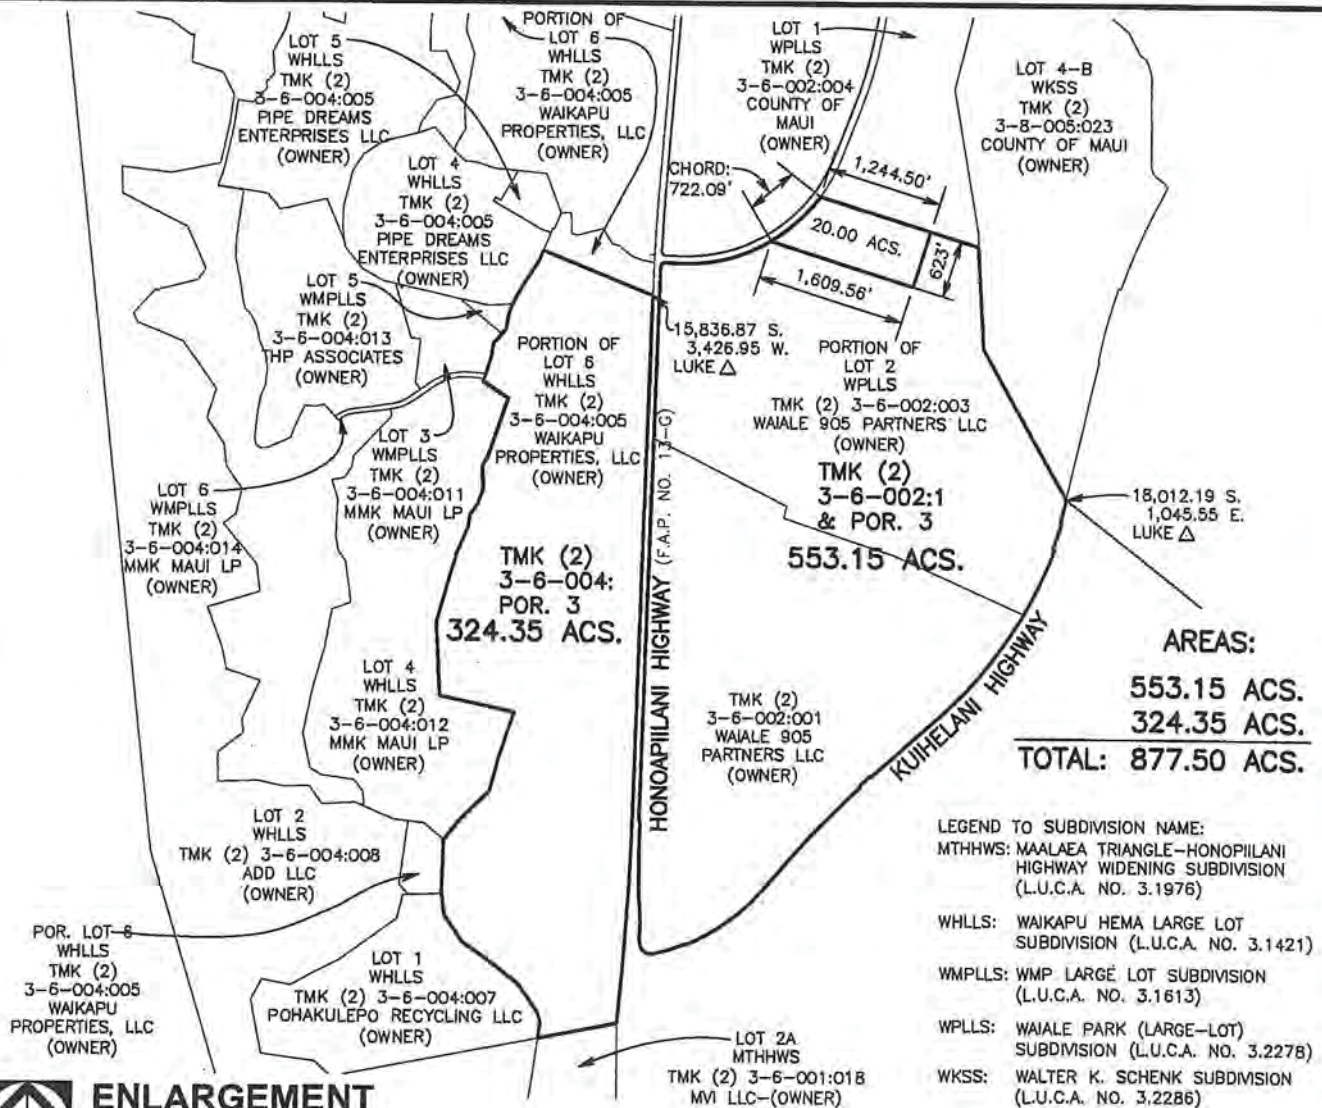 LOT 5
WHLLS
TMK (2)
3-6-004:005
PIPE DREAMS
ENTERPRISES LLC
(OWNER)
PORTION OF
LOT 6
WHLLS
TMK (2)
3-6-004:005
WAIKAPU
PROPERTIES, LLC
(OWNER)
LOT 1
WPLLS
TMK (2)
3-6-002:004
COUNTY OF
MAUI
(OWNER)
LOT 4-B
WKSS
TMK (2)
3-8-005:023
COUNTY OF MAUI
(OWNER)
LOT 4
WHLLS
TMK (2)
3-6-004:005
PIPE DREAMS
ENTERPRISES LLC
(OWNER)
CHORD:
722.09'
1,244.50'
20.00 ACS.
623'
1,609.56'
LOT 5
WMPLLS
TMK (2)
3-6-004:013
THP ASSOCIATES
(OWNER)
15,836.87 S.
3,426.95 W.
LUKE △
PORTION OF
LOT 6
WHLLS
TMK (2)
3-6-004:005
WAIKAPU
PROPERTIES, LLC
(OWNER)
PORTION OF
LOT 2
WPLLS
TMK (2) 3-6-002:003
WAIALE 905 PARTNERS LLC
(OWNER)
TMK (2)
3-6-002:1
& POR. 3
553.15 ACS.
LOT 3
WMPLLS
TMK (2)
3-6-004:011
MMK MAUI LP
(OWNER)
LOT 6
WMPLLS
TMK (2)
3-6-004:014
MMK MAUI LP
(OWNER)
18,012.19 S.
1,045.55 E.
LUKE △
TMK (2)
3-6-004:
POR. 3
324.35 ACS.
HONOAPIILANI HIGHWAY (F.A.P. NO. 13-G)
KUIHELANI HIGHWAY
LOT 4
WHLLS
TMK (2)
3-6-004:012
MMK MAUI LP
(OWNER)
TMK (2)
3-6-002:001
WAIALE 905
PARTNERS LLC
(OWNER)
AREAS:
553.15 ACS.
324.35 ACS.
TOTAL: 877.50 ACS.
LOT 2
WHLLS
TMK (2) 3-6-004:008
ADD LLC
(OWNER)
POR. LOT 6
WHLLS
TMK (2)
3-6-004:005
WAIKAPU
PROPERTIES, LLC
(OWNER)
LOT 1
WHLLS
TMK (2) 3-6-004:007
POHAKULEPO RECYCLING LLC
(OWNER)
LOT 2A
MTHHWS
TMK (2) 3-6-001:018
MVI LLC-(OWNER)
LEGEND TO SUBDIVISION NAME:
MTHHWS: MAALAEA TRIANGLE-HONOPIILANI
HIGHWAY WIDENING SUBDIVISION
(L.U.C.A. NO. 3.1976)
WHLLS: WAIKAPU HEMA LARGE LOT
SUBDIVISION (L.U.C.A. NO. 3.1421)
WMPLLS: WMP LARGE LOT SUBDIVISION
(L.U.C.A. NO. 3.1613)
WPLLS: WAIALE PARK (LARGE-LOT)
SUBDIVISION (L.U.C.A. NO. 3.2278)
WKSS: WALTER K. SCHENK SUBDIVISION
(L.U.C.A. NO. 3.2286)
ENLARGEMENT